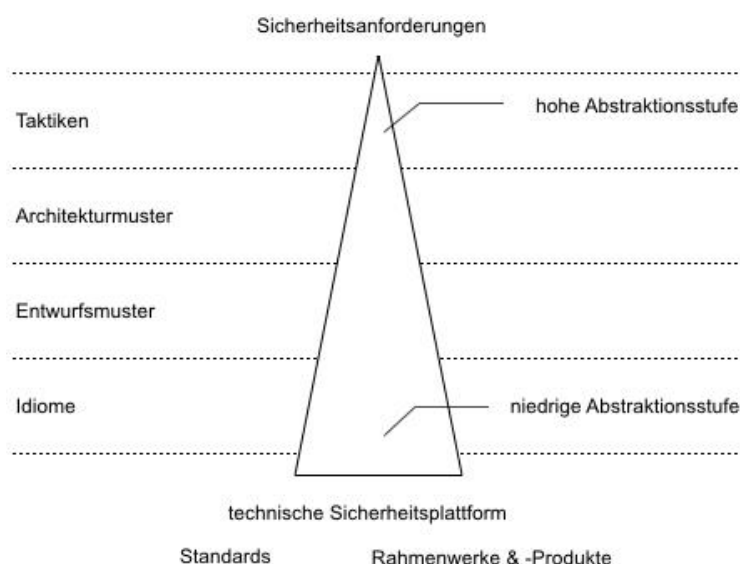 Sicherheitsanforderungen
hohe Abstraktionsstufe
Taktiken
Architekturmuster
Entwurfsmuster
Idiome
niedrige Abstraktionsstufe
technische Sicherheitsplattform
Standards
Rahmenwerke & -Produkte